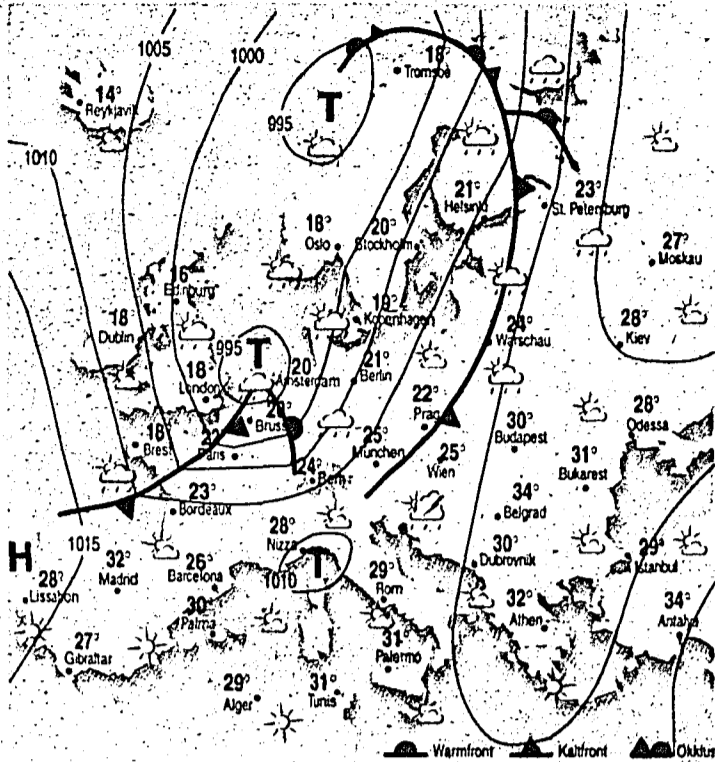 1005
1000
18°
Tromsoe
T
14°
Reykjavik
995
1010
23°
St. Petersburg
21°
Helsinki
18°
Oslo
20°
Stockholm
27°
Moskau
16°
Edinburg
19°
Kopenhagen
28°
Kiev
18
Dublin
995
T
24°
Warschau
18°
London
20
Amsterdam
21°
Berlin
20°
Brüssel
22°
Prag
18°
Brest
22
Paris
25°
München
25°
Wien
30°
Budapest
28°
Odessa
24°
Bern
31°
Bukarest
23°
Bordeaux
34°
Belgrad
28°
Nizza
H
1015
32°
Madrid
26°
Barcelona
1010
T
30°
Dubrovnik
29°
Istanbul
28°
Lissabon
29°
Rom
30
Palma
32°
Athen
34°
Antalya
27°
Gibraltar
31°
Palermo
29°
Alger
31°
Tunis
Warmfront
Kaltfront